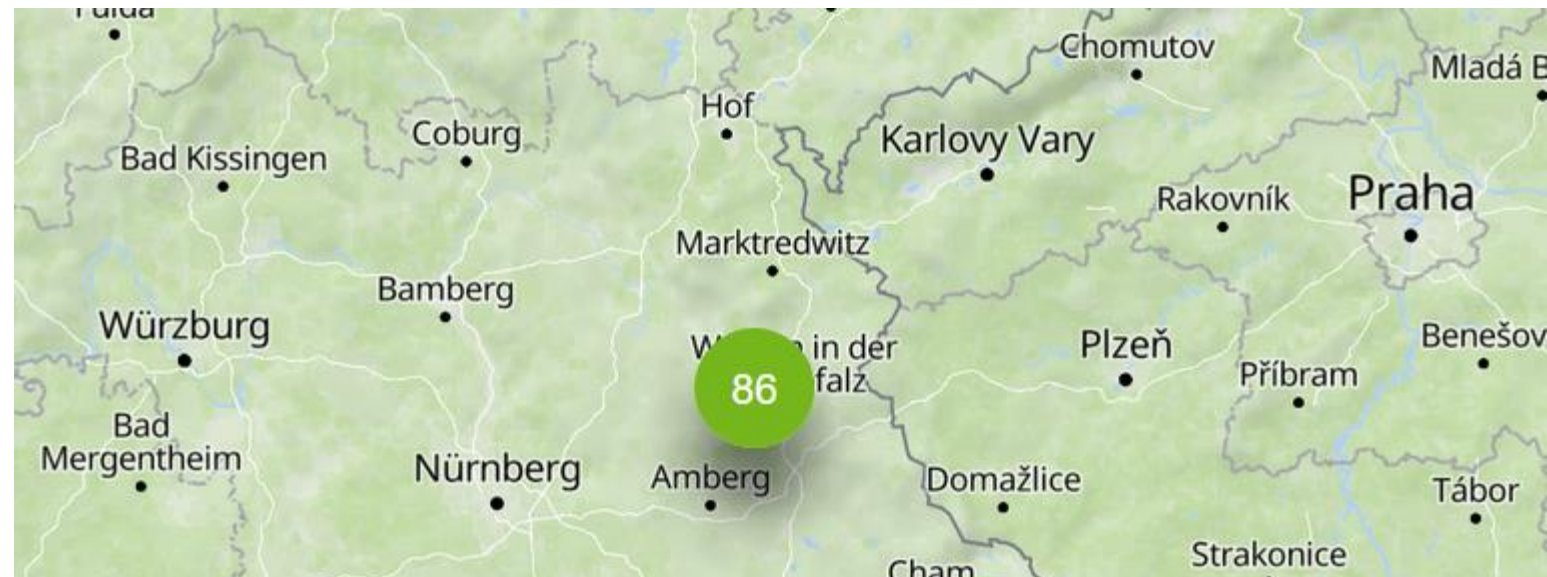 Chomutov
Mladá B
Hof
Coburg
Karlovy Vary
Bad Kissingen
Rakovník
Praha
Marktredwitz
Bamberg
Würzburg
Plzeň
Benešov
in der
falz
Příbram
86
Bad
Mergentheim
Nürnberg
Amberg
Domažlice
Tábor
Strakonice
Cham